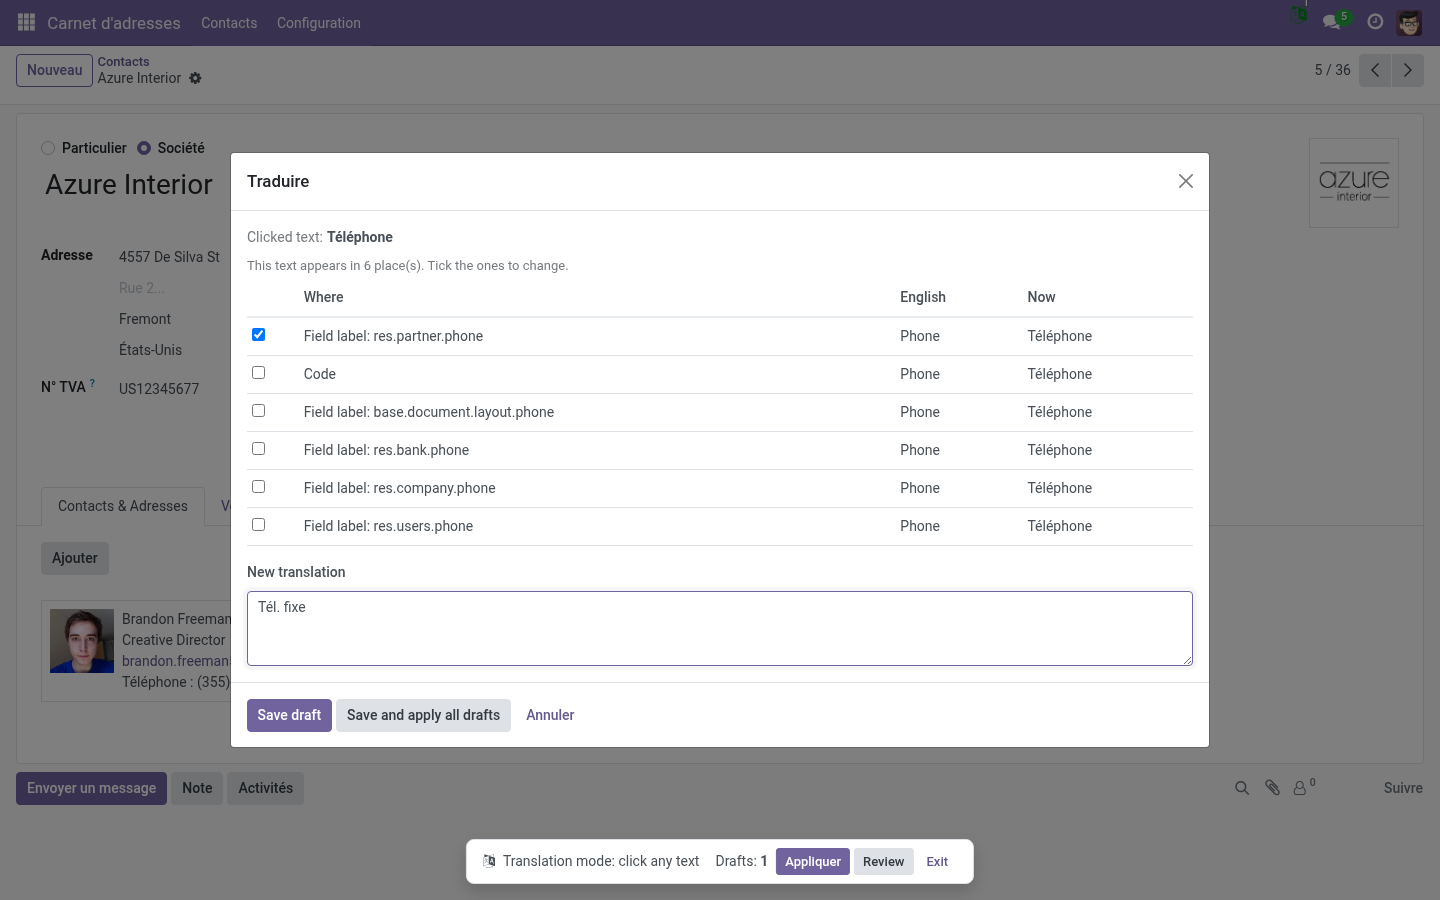 Carnet d'adresses
Contacts
Configuration
5
Nouveau
Contacts
Azure Interior
5 / 36
Particulier
Société
Azure Interior
azure
interior
Adresse
4557 De Silva St
Rue 2...
Fremont
États-Unis
N° TVA ?
US12345677
Contacts & Adresses
Ajouter
Brandon Freeman
Creative Director
brandon.freeman
Téléphone : (355)
Traduire
Clicked text: Téléphone
This text appears in 6 place(s). Tick the ones to change.
Where English Now
Field label: res.partner.phone Phone Téléphone
Code Phone Téléphone
Field label: base.document.layout.phone Phone Téléphone
Field label: res.bank.phone Phone Téléphone
Field label: res.company.phone Phone Téléphone
Field label: res.users.phone Phone Téléphone
New translation
Tél. fixe
Save draft
Save and apply all drafts
Annuler
Envoyer un message
Note
Activités
0
Suivre
Translation mode: click any text
Drafts: 1
Appliquer
Review
Exit